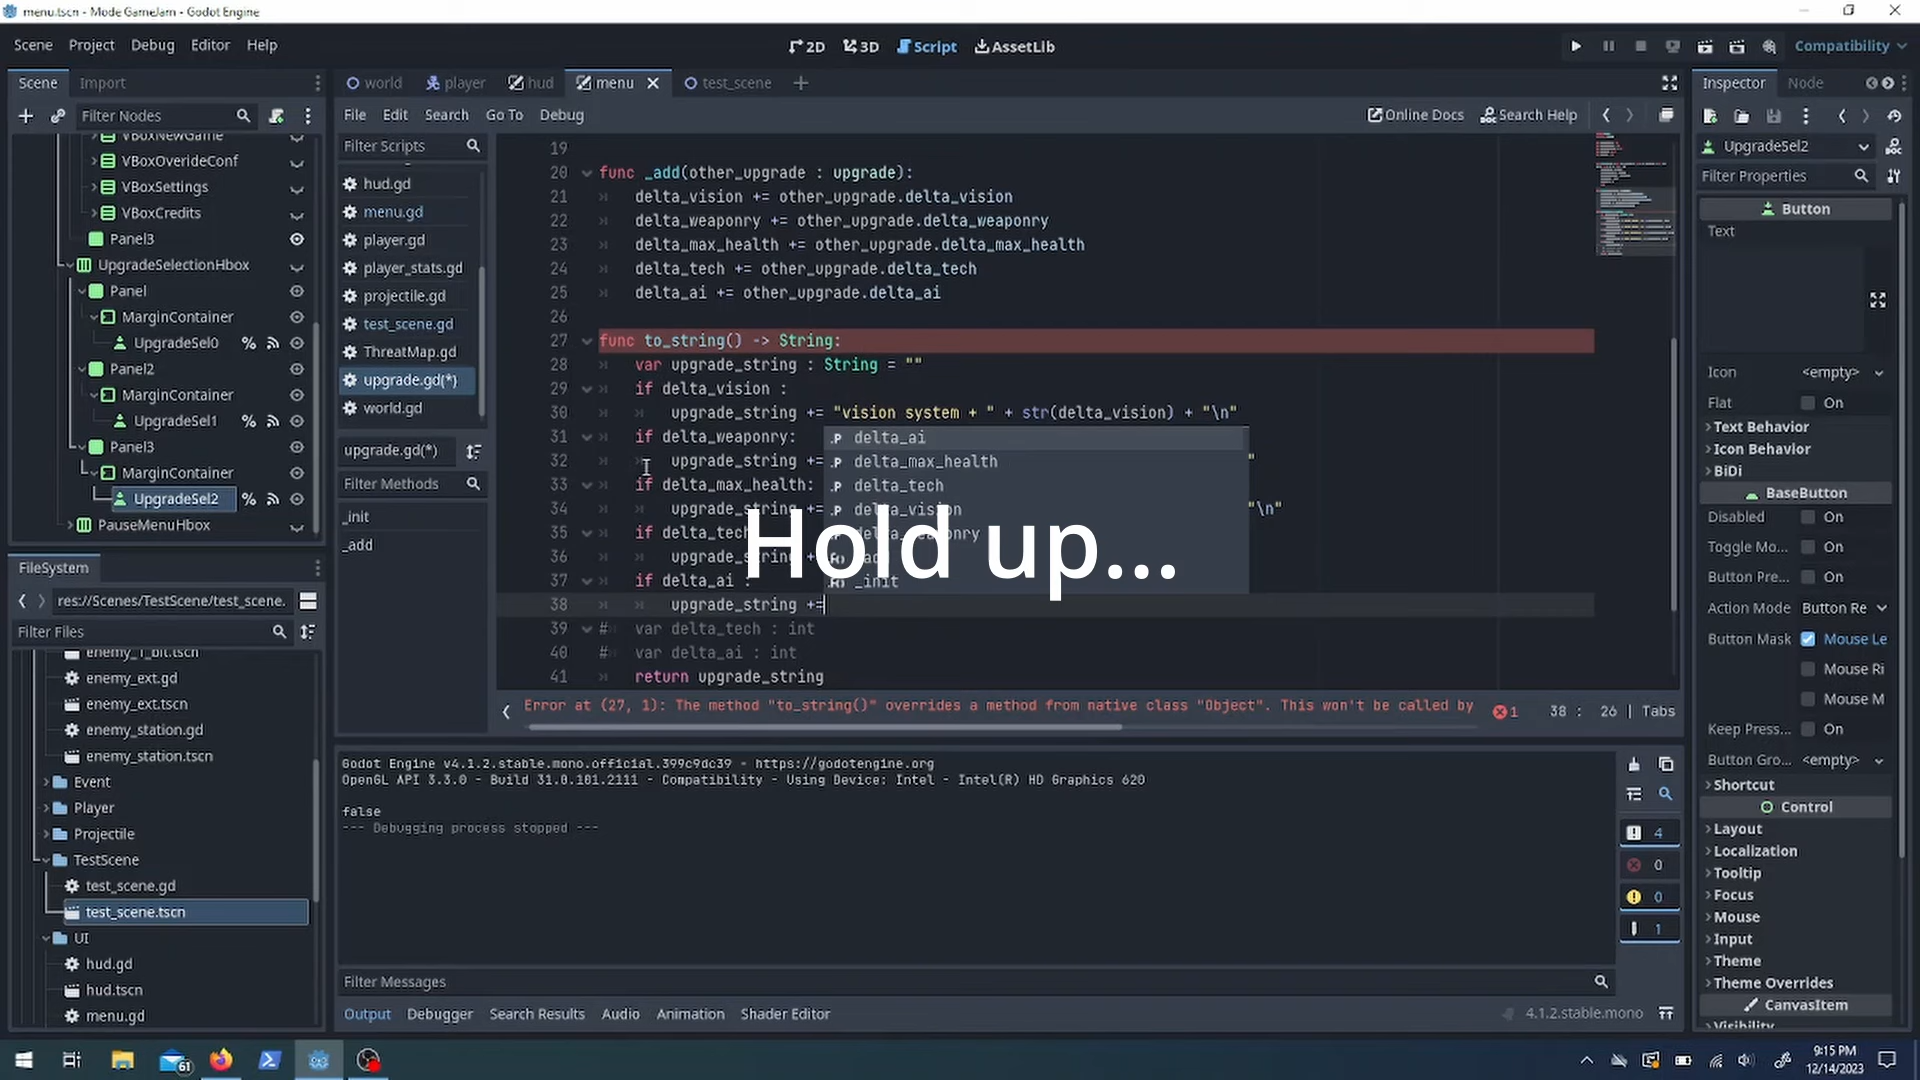 menu.tscn - Mode GameJam - Godot Engine
Scene Project Debug Editor Help
2D 3D Script AssetLib
Compatibility
Scene Import
world player hud menu test_scene
Inspector Node
Filter Nodes
File Edit Search Go To Debug
Online Docs Search Help
VBoxNewGame
VBoxOverideConf
VBoxSettings
VBoxCredits
Panel3
UpgradeSelectionHbox
Panel
MarginContainer
UpgradeSel0
Panel2
MarginContainer
UpgradeSel1
Panel3
MarginContainer
UpgradeSel2
PauseMenuHbox
FileSystem
res://Scenes/TestScene/test_scene.
Filter Files
enemy_1_bit.tscn
enemy_ext.gd
enemy_ext.tscn
enemy_station.gd
enemy_station.tscn
Event
Player
Projectile
TestScene
test_scene.gd
test_scene.tscn
UI
hud.gd
hud.tscn
menu.gd
Filter Scripts
hud.gd
menu.gd
player.gd
player_stats.gd
projectile.gd
test_scene.gd
ThreatMap.gd
upgrade.gd(*)
world.gd
upgrade.gd(*)
Filter Methods
_init
_add
19
20 func _add(other_upgrade : upgrade):
21 delta_vision += other_upgrade.delta_vision
22 delta_weaponry += other_upgrade.delta_weaponry
23 delta_max_health += other_upgrade.delta_max_health
24 delta_tech += other_upgrade.delta_tech
25 delta_ai += other_upgrade.delta_ai
26
27 func to_string() -> String:
28 var upgrade_string : String = ""
29 if delta_vision :
30 upgrade_string += "vision system + " + str(delta_vision) + "\n"
31 if delta_weaponry:
32 upgrade_string += "
33 if delta_max_health:
34 upgrade_string += "\n"
35 if delta_tech
36 upgrade_string
37 if delta_ai :
38 upgrade_string +=
39 # var delta_tech : int
40 # var delta_ai : int
41 return upgrade_string
delta_ai
delta_max_health
delta_tech
delta_vision
_init
Hold up...
Error at (27, 1): The method "to_string()" overrides a method from native class "Object". This won't be called by
1 38 : 26 | Tabs
Godot Engine v4.1.2.stable.mono.official.399c9dc39 - https://godotengine.org
OpenGL API 3.3.0 - Build 31.0.101.2111 - Compatibility - Using Device: Intel - Intel(R) HD Graphics 620
false
--- Debugging process stopped ---
4
0
0
1
Filter Messages
Output Debugger Search Results Audio Animation Shader Editor
4.1.2.stable.mono
UpgradeSel2
Filter Properties
Button
Text
Icon <empty>
Flat On
Text Behavior
Icon Behavior
BiDi
BaseButton
Disabled On
Toggle Mo... On
Button Pre... On
Action Mode Button Re
Button Mask Mouse Le
Mouse Ri
Mouse M
Keep Press... On
Button Gro... <empty>
Shortcut
Control
Layout
Localization
Tooltip
Focus
Mouse
Input
Theme
Theme Overrides
CanvasItem
Visibility
61
9:15 PM
12/14/2023